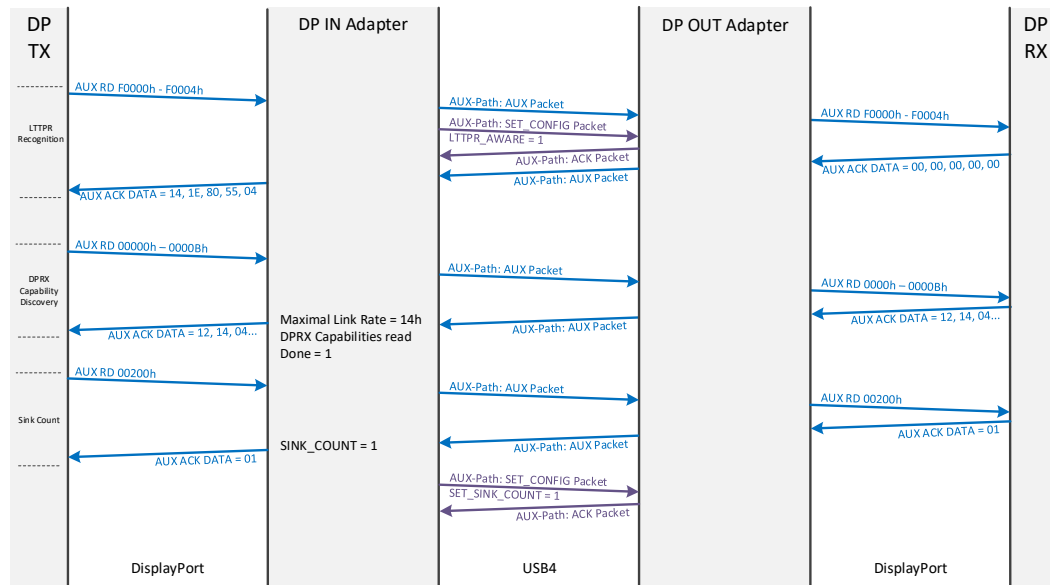 DP
TX
DP IN Adapter
DP OUT Adapter
DP
RX
AUX RD F0000h - F0004h
AUX-Path: AUX Packet
AUX RD F0000h - F0004h
LTTPR
Recognition
AUX-Path: SET_CONFIG Packet
LTTPR_AWARE = 1
AUX-Path: ACK Packet
AUX ACK DATA = 00, 00, 00, 00, 00
AUX-Path: AUX Packet
AUX ACK DATA = 14, 1E, 80, 55, 04
AUX RD 00000h – 0000Bh
AUX-Path: AUX Packet
DPRX
Capability
Discovery
AUX RD 0000h – 0000Bh
Maximal Link Rate = 14h
DPRX Capabilities read
Done = 1
AUX-Path: AUX Packet
AUX ACK DATA = 12, 14, 04...
AUX ACK DATA = 12, 14, 04...
AUX RD 00200h
AUX-Path: AUX Packet
AUX RD 00200h
Sink Count
SINK_COUNT = 1
AUX-Path: AUX Packet
AUX ACK DATA = 01
AUX ACK DATA = 01
AUX-Path: SET_CONFIG Packet
SET_SINK_COUNT = 1
AUX-Path: ACK Packet
DisplayPort
USB4
DisplayPort